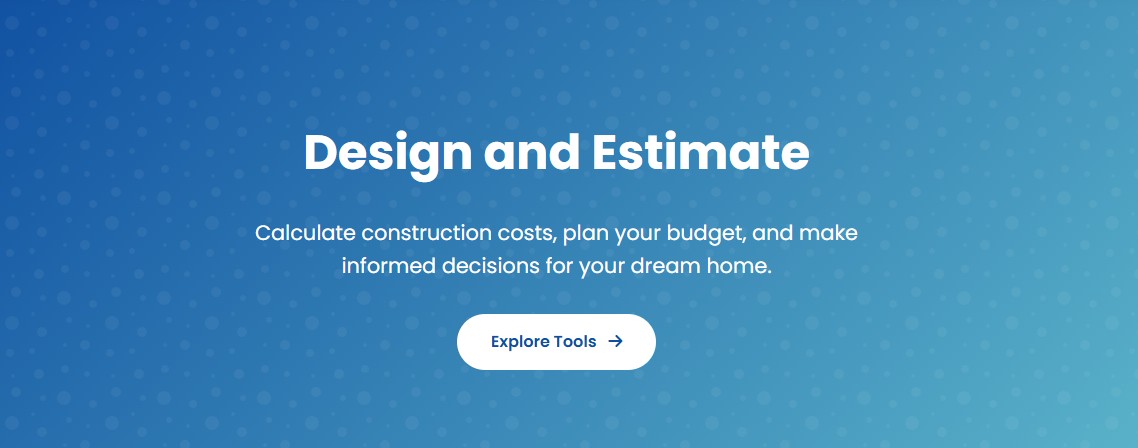 Design and Estimate
Calculate construction costs, plan your budget, and make
informed decisions for your dream home.
Explore Tools →